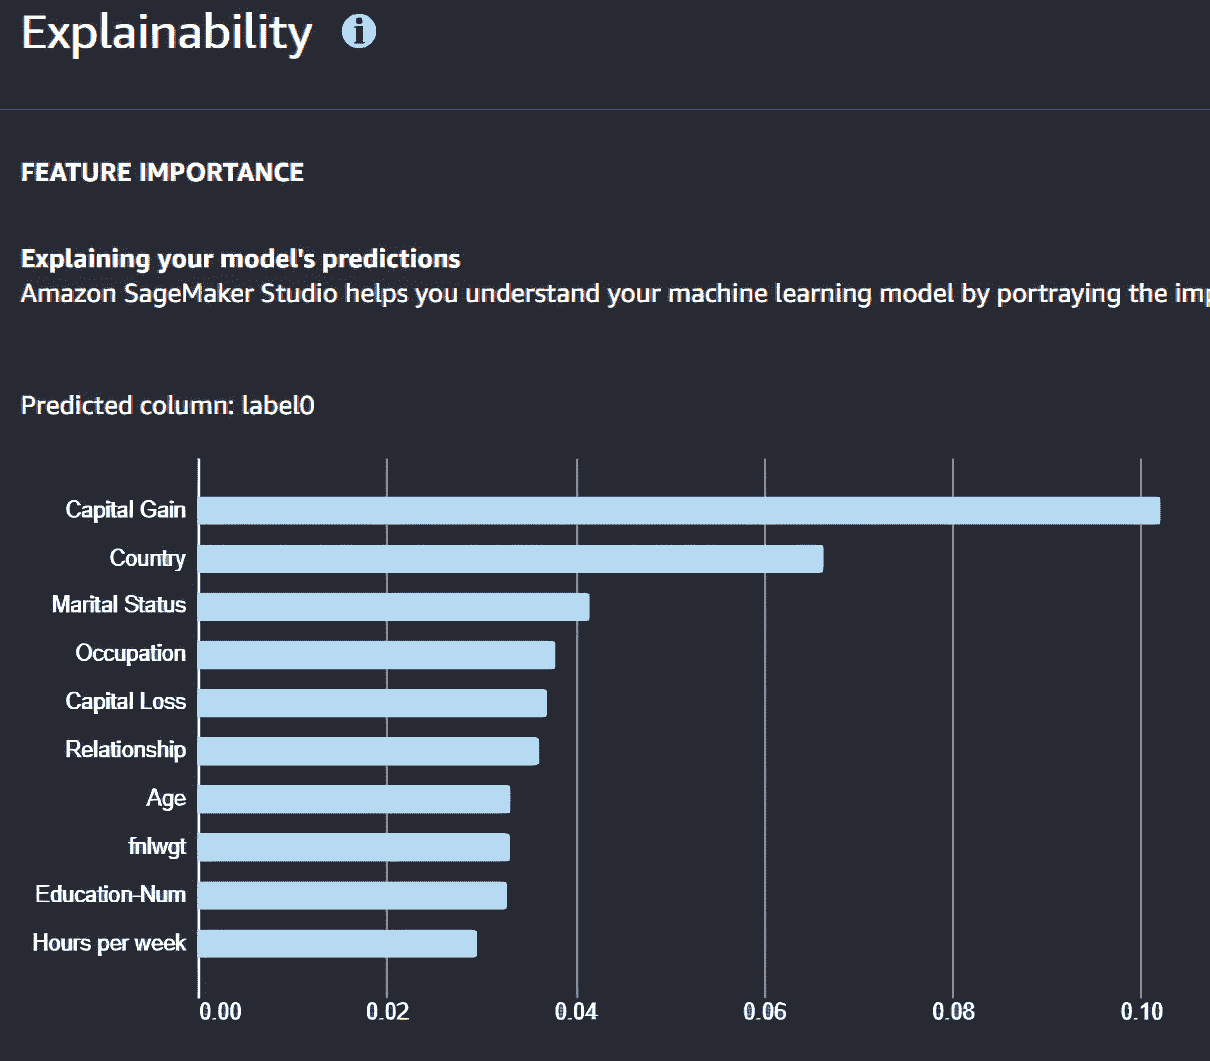 Explainability i
FEATURE IMPORTANCE
Explaining your model's predictions
Amazon SageMaker Studio helps you understand your machine learning model by portraying the
Predicted column: label0
Capital Gain
Country
Marital Status
Occupation
Capital Loss
Relationship
Age
fnlwgt
Education-Num
Hours per week
0.00 0.02 0.04 0.06 0.08 0.10